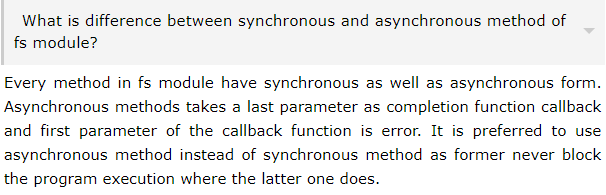 What is difference between synchronous and asynchronous method of
fs module?
Every method in fs module have synchronous as well as asynchronous form.
Asynchronous methods takes a last parameter as completion function callback
and first parameter of the callback function is error. It is preferred to use
asynchronous method instead of synchronous method as former never block
the program execution where the latter one does.